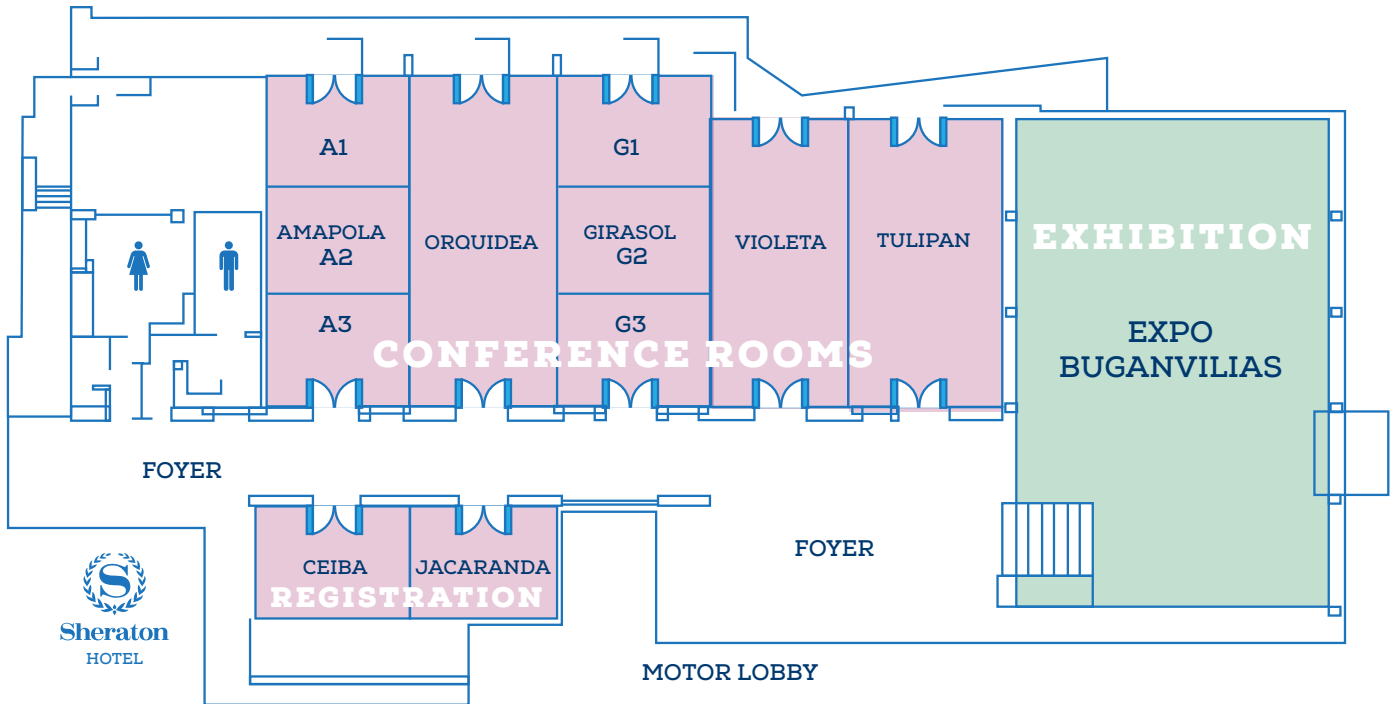 A1
G1
AMAPOLA
A2
ORQUIDEA
GIRASOL
G2
VIOLETA
TULIPAN
EXHIBITION
A3
G3
CONFERENCE ROOMS
EXPO
BUGANVILIAS
FOYER
FOYER
CEIBA
JACARANDA
REGISTRATION
S
Sheraton
HOTEL
MOTOR LOBBY